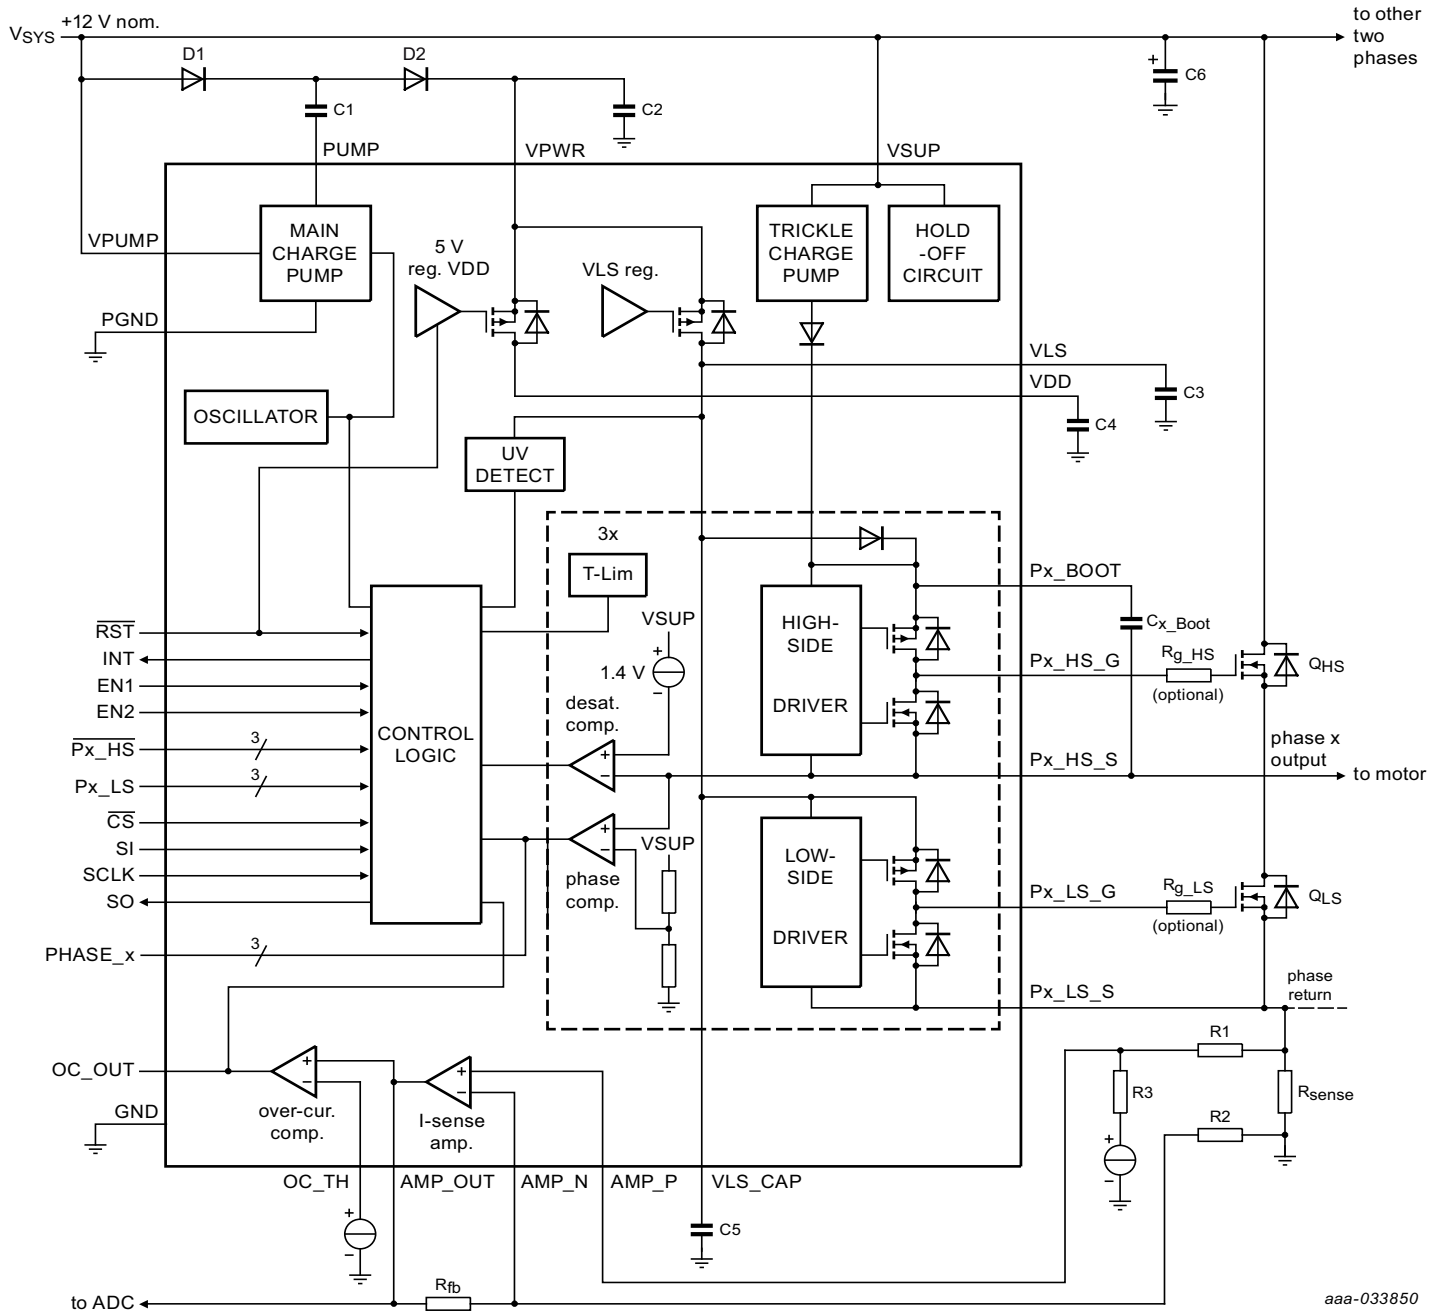 +12 V nom.
VSYS
to other
two
phases
D1
D2
C1
C2
C6
PUMP
VPWR
VSUP
MAIN
CHARGE
PUMP
TRICKLE
CHARGE
PUMP
HOLD
-OFF
CIRCUIT
VPUMP
5 V
reg. VDD
VLS reg.
PGND
VLS
VDD
C3
C4
OSCILLATOR
UV
DETECT
3x
T-Lim
Px_BOOT
VSUP
HIGH-
SIDE
DRIVER
Cx_Boot
RST
INT
EN1
EN2
Px_HS
3
Px_LS
3
CS
SI
SCLK
SO
PHASE_x
3
CONTROL
LOGIC
1.4 V
+
−
desat.
comp.
+
−
Px_HS_G
Rg_HS
(optional)
QHS
Px_HS_S
phase x
output
to motor
+
−
phase
comp.
VSUP
LOW-
SIDE
DRIVER
Px_LS_G
Rg_LS
(optional)
QLS
Px_LS_S
phase
return
R1
R3
Rsense
R2
+
−
OC_OUT
GND
+
−
over-cur.
comp.
+
−
I-sense
amp.
OC_TH
AMP_OUT
AMP_N
AMP_P
VLS_CAP
+
−
C5
Rfb
to ADC
aaa-033850
+